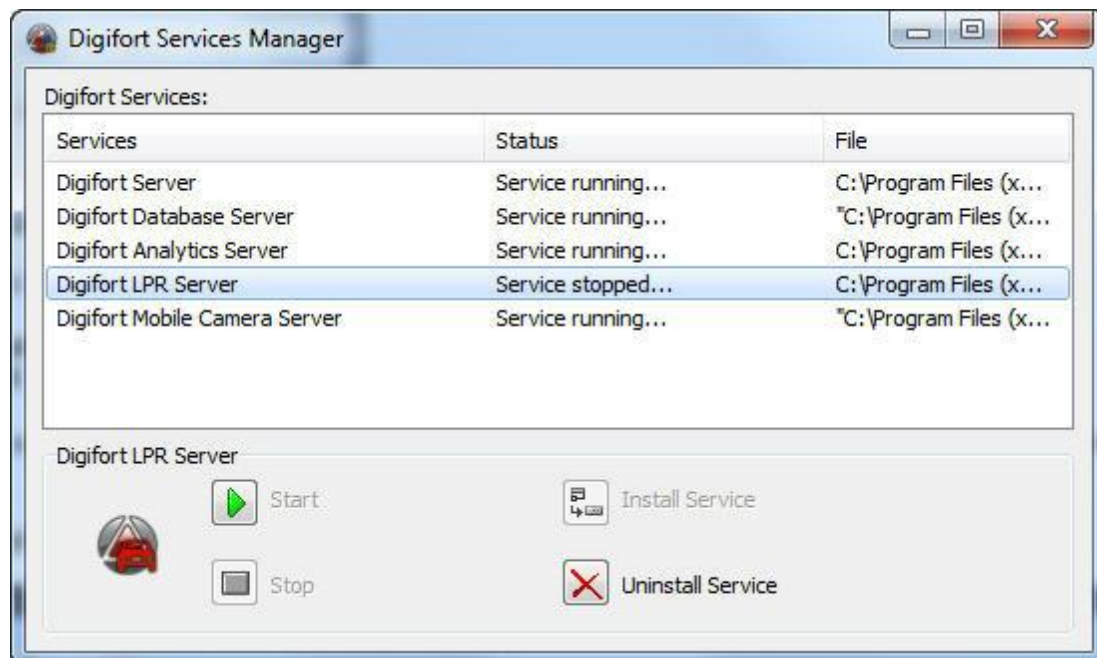 Digifort Services Manager
Digifort Services:
Services Status File
Digifort Server Service running... C:\Program Files (x...
Digifort Database Server Service running... "C:\Program Files (x...
Digifort Analytics Server Service running... C:\Program Files (x...
Digifort LPR Server Service stopped... C:\Program Files (x...
Digifort Mobile Camera Server Service running... "C:\Program Files (x...
Digifort LPR Server
Start Install Service
Stop Uninstall Service